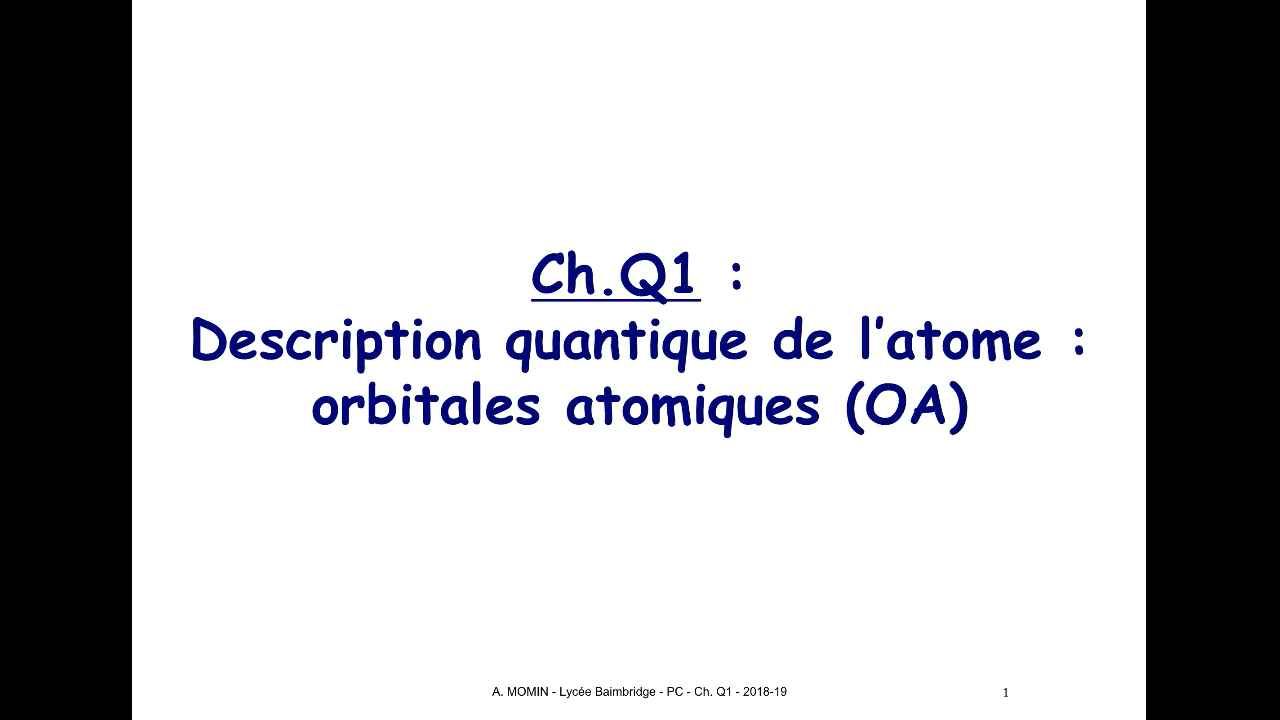 Ch.Q1 :
Description quantique de l’atome :
orbitales atomiques (OA)
A. MOMIN - Lycée Baimbridge - PC - Ch. Q1 - 2018-19
1